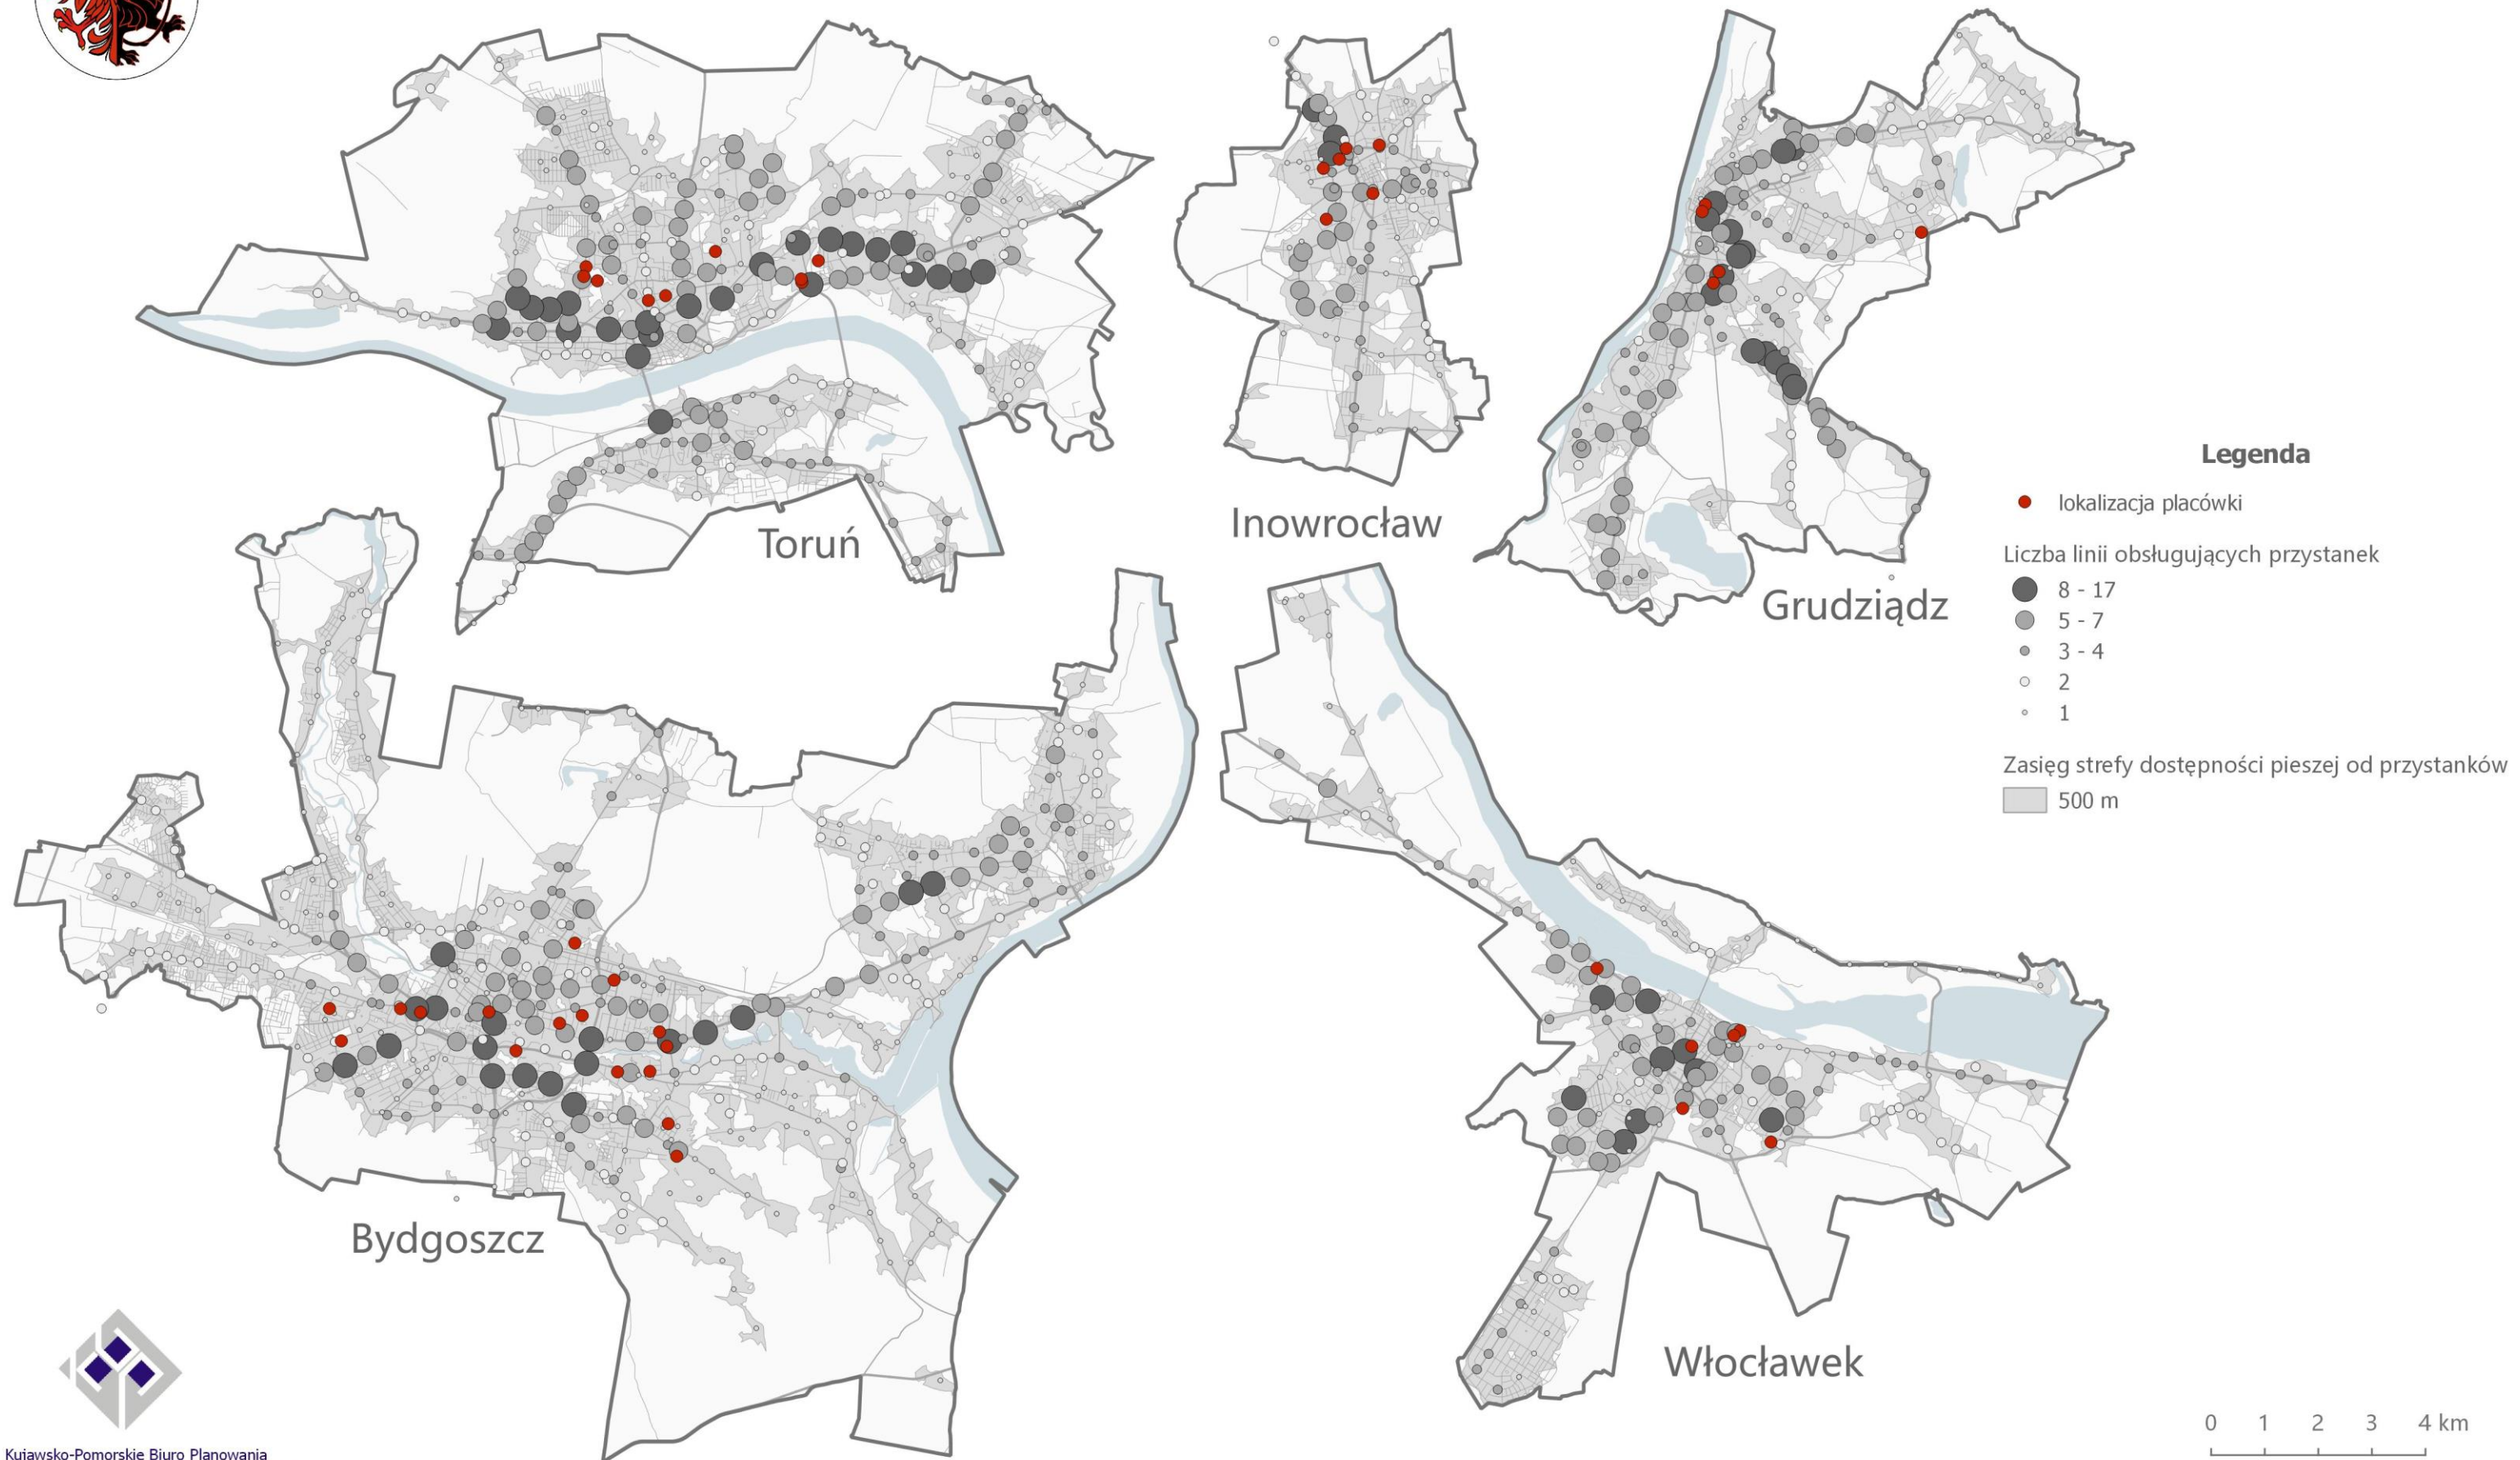 Toruń
Inowrocław
Grudziądz
Legenda
lokalizacja placówki
Liczba linii obsługujących przystanek
8 - 17
5 - 7
3 - 4
2
1
Zasięg strefy dostępności pieszej od przystanków
500 m
Bydgoszcz
Włocławek
0 1 2 3 4 km
Kujawsko-Pomorskie Biuro Planowania